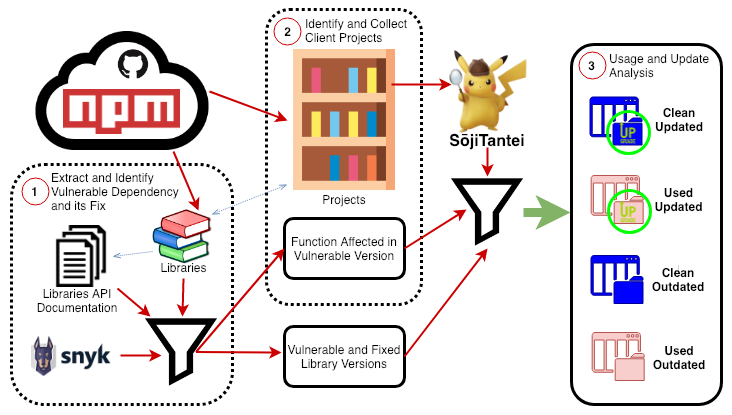 npm
1
Extract and Identify
Vulnerable Dependency
and its Fix
Libraries
Libraries API
Documentation
snyk
2
Identify and Collect
Client Projects
Projects
Function Affected in
Vulnerable Version
Vulnerable and Fixed
Library Versions
SōjiTantei
3
Usage and Update
Analysis
UP
GRADE
Clean
Updated
UP
GRADE
Used
Updated
Clean
Outdated
Used
Outdated